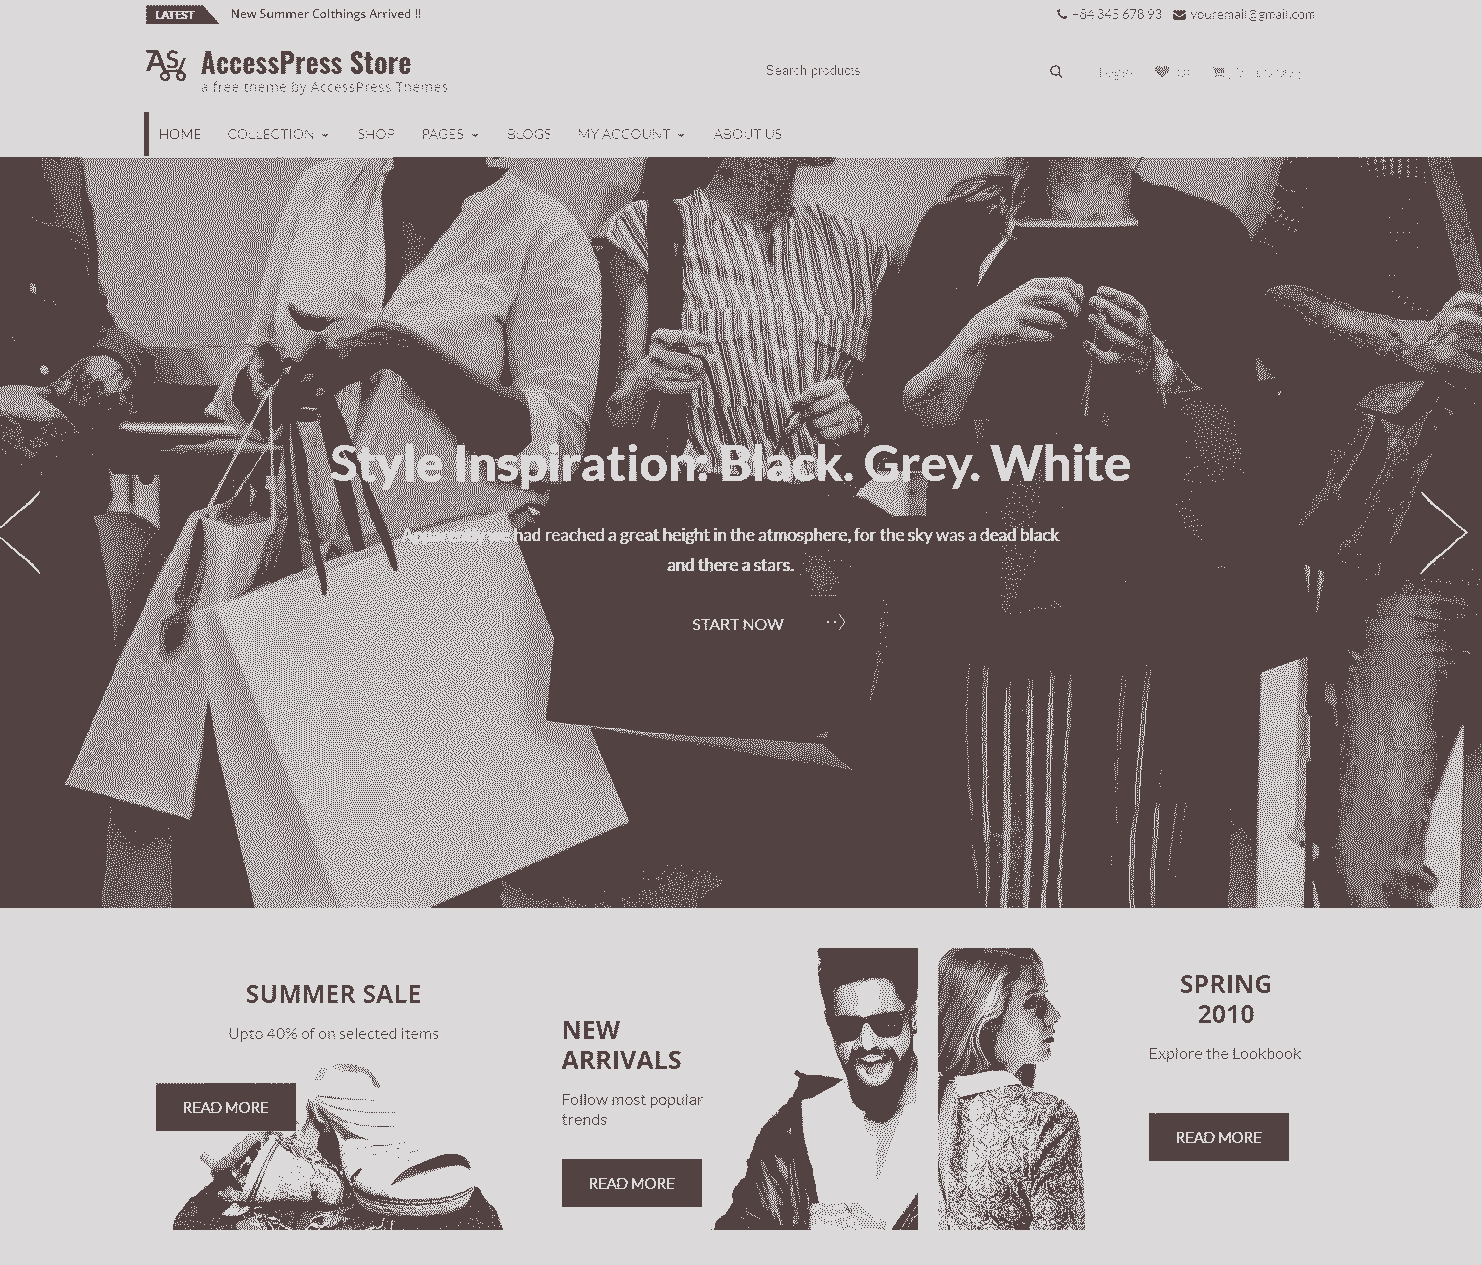 LATEST
New Summer Colthings Arrived !!
+84 345 678 93
youremail@gmail.com
AccessPress Store
a free theme by AccessPress Themes
Search products
Login
HOME
COLLECTION
SHOP
PAGES
BLOGS
MY ACCOUNT
ABOUT US
Style Inspiration: Black. Grey. White
had reached a great height in the atmosphere, for the sky was a dead black
and there a stars.
START NOW
SUMMER SALE
Upto 40% of on selected items
READ MORE
NEW
ARRIVALS
Follow most popular
trends
READ MORE
SPRING
2010
Explore the Lookbook
READ MORE